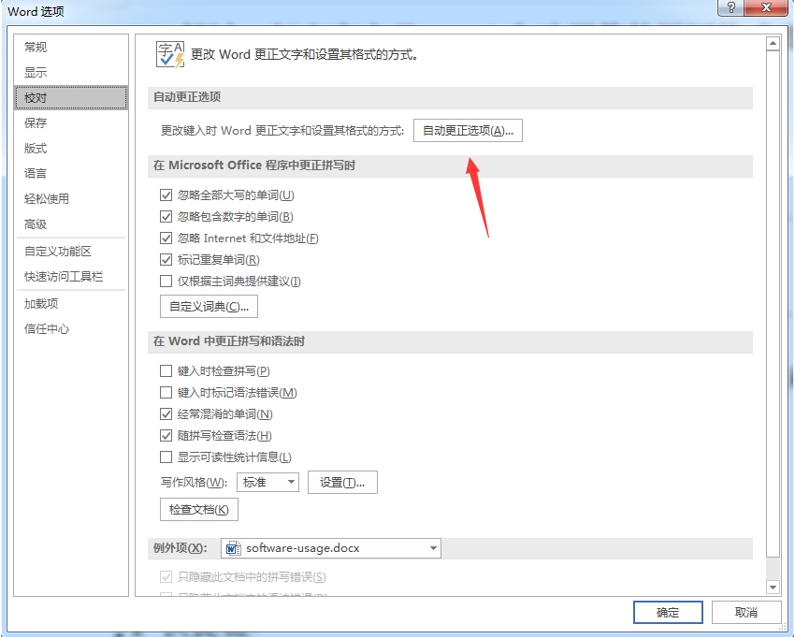 Word 选项
常规
显示
校对
保存
版式
语言
轻松使用
高级
自定义功能区
快速访问工具栏
加载项
信任中心
更改 Word 更正文字和设置其格式的方式。
自动更正选项
更改键入时 Word 更正文字和设置其格式的方式: 自动更正选项(A)...
在 Microsoft Office 程序中更正拼写时
忽略全部大写的单词(U)
忽略包含数字的单词(B)
忽略 Internet 和文件地址(F)
标记重复单词(R)
仅根据主词典提供建议(I)
自定义词典(C)...
在 Word 中更正拼写和语法时
键入时检查拼写(P)
键入时标记语法错误(M)
经常混淆的单词(N)
随拼写检查语法(H)
显示可读性统计信息(L)
写作风格(W): 标准 设置(T)...
检查文档(K)
例外项(X): software-usage.docx
只隐藏此文档中的拼写错误(S)
确定 取消